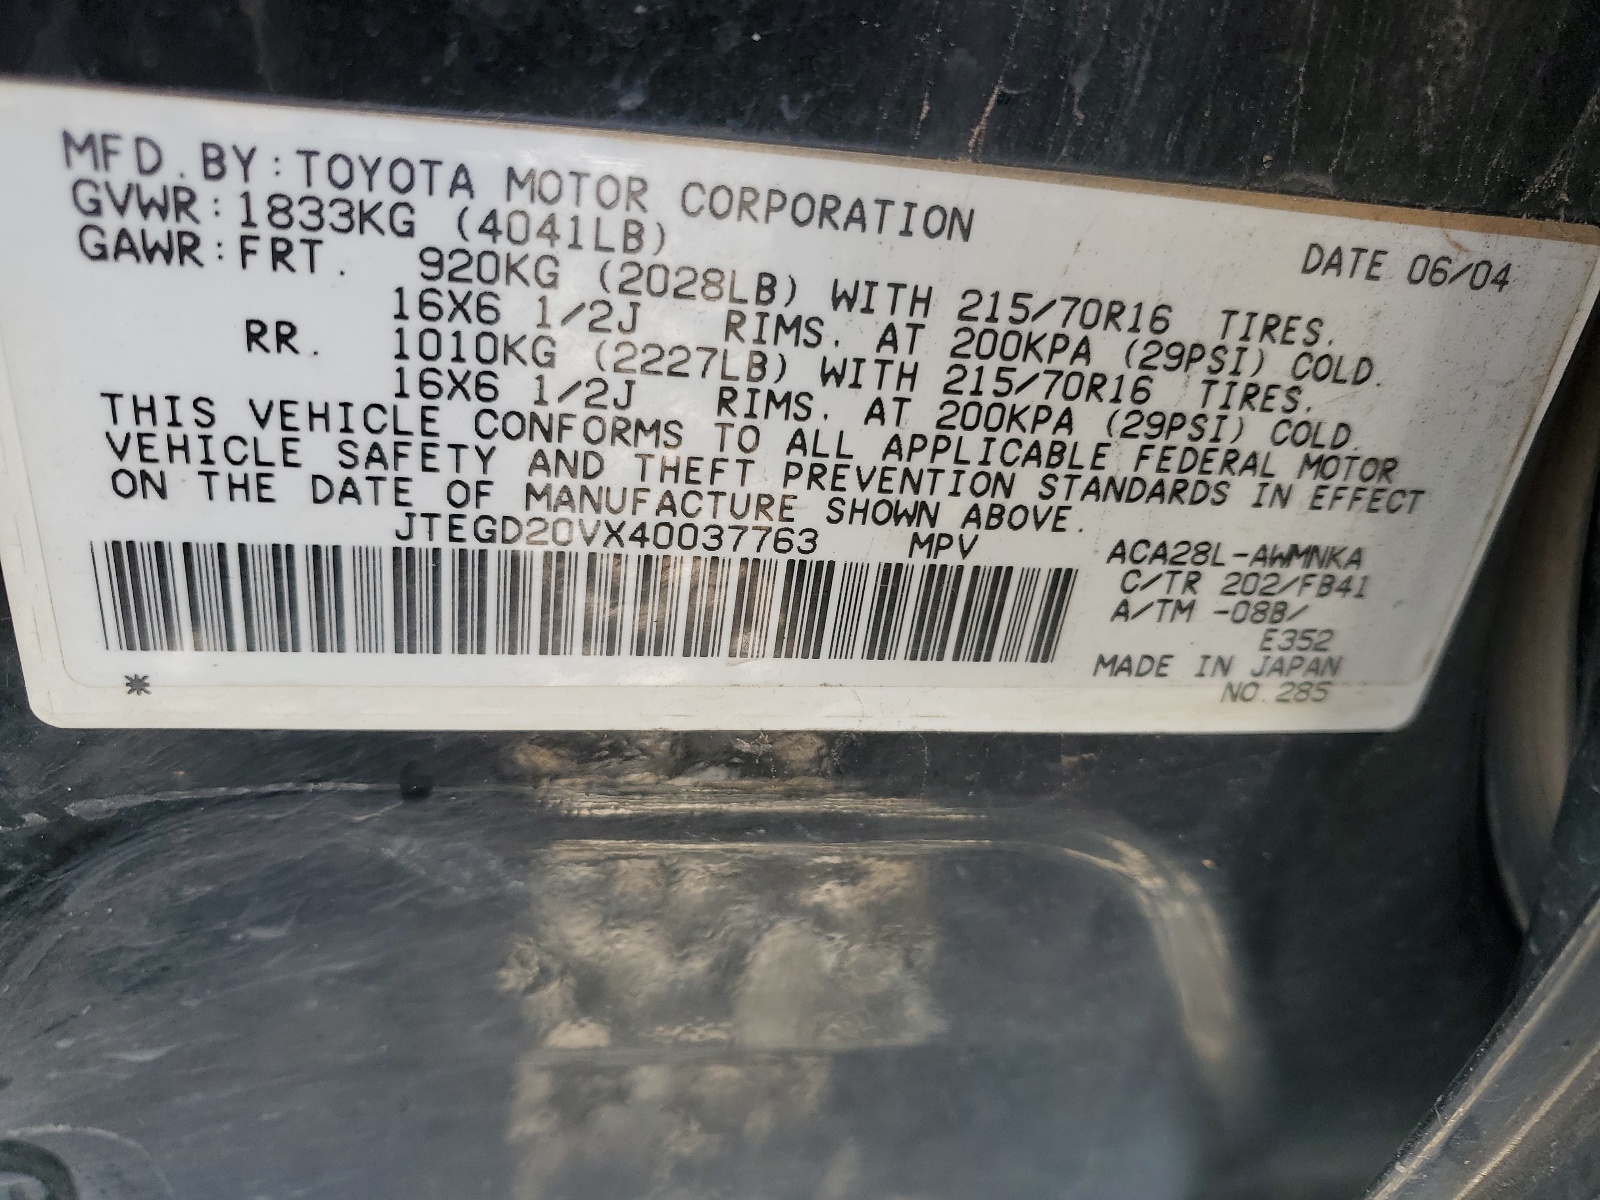 MFD. BY: TOYOTA MOTOR CORPORATION DATE 06/04
GVWR: 1833KG (4041LB)
GAWR: FRT. 920KG (2028LB) WITH 215/70R16 TIRES.
16X6 1/2J RIMS. AT 200KPA (29PSI) COLD.
RR. 1010KG (2227LB) WITH 215/70R16 TIRES.
16X6 1/2J RIMS. AT 200KPA (29PSI) COLD.
THIS VEHICLE CONFORMS TO ALL APPLICABLE FEDERAL MOTOR
VEHICLE SAFETY AND THEFT PREVENTION STANDARDS IN EFFECT
ON THE DATE OF MANUFACTURE SHOWN ABOVE.
JTEGD20VX40037763 MPV
ACA28L-AWMNKA
C/TR 202/FB41
A/TM -08B/
E352
MADE IN JAPAN
NO.285